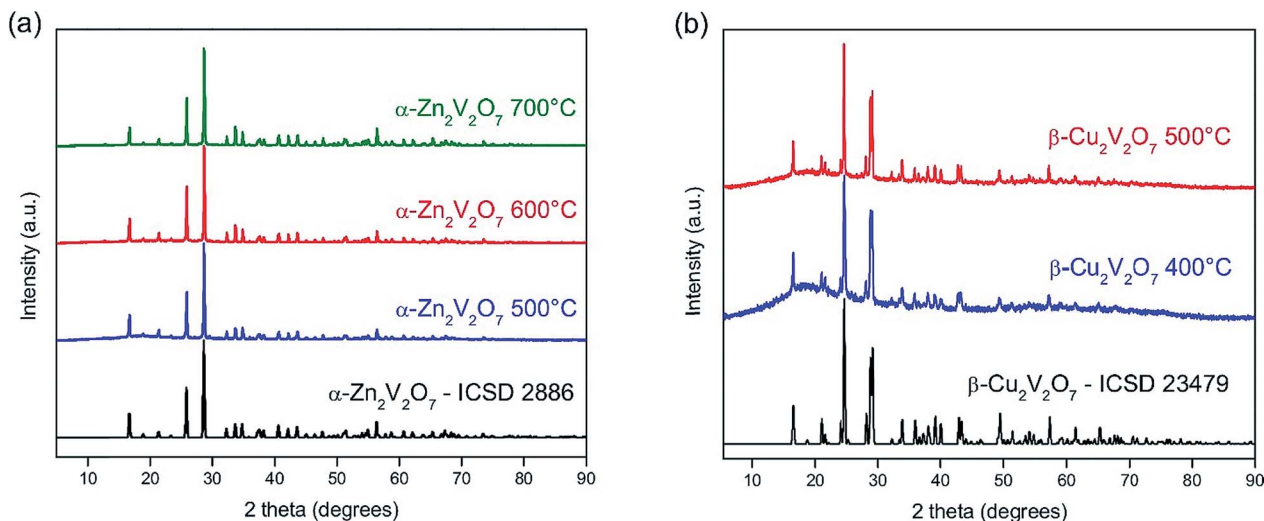 (a)
α-Zn₂V₂O₇ 700°C
α-Zn₂V₂O₇ 600°C
α-Zn₂V₂O₇ 500°C
α-Zn₂V₂O₇ - ICSD 2886
Intensity (a.u.)
10 20 30 40 50 60 70 80 90
2 theta (degrees)
(b)
β-Cu₂V₂O₇ 500°C
β-Cu₂V₂O₇ 400°C
β-Cu₂V₂O₇ - ICSD 23479
Intensity (a.u.)
10 20 30 40 50 60 70 80 90
2 theta (degrees)